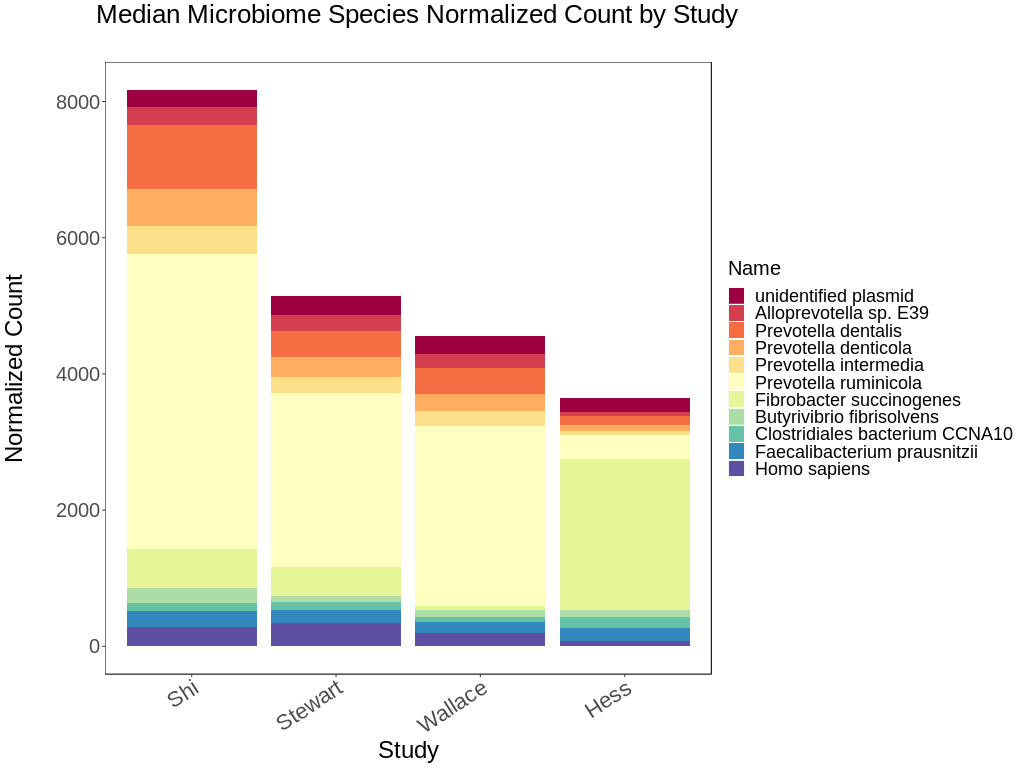 Median Microbiome Species Normalized Count by Study
Normalized Count
8000
6000
4000
2000
0
Shi
Stewart
Wallace
Hess
Study
Name
unidentified plasmid
Alloprevotella sp. E39
Prevotella dentalis
Prevotella denticola
Prevotella intermedia
Prevotella ruminicola
Fibrobacter succinogenes
Butyrivibrio fibrisolvens
Clostridiales bacterium CCNA10
Faecalibacterium prausnitzii
Homo sapiens